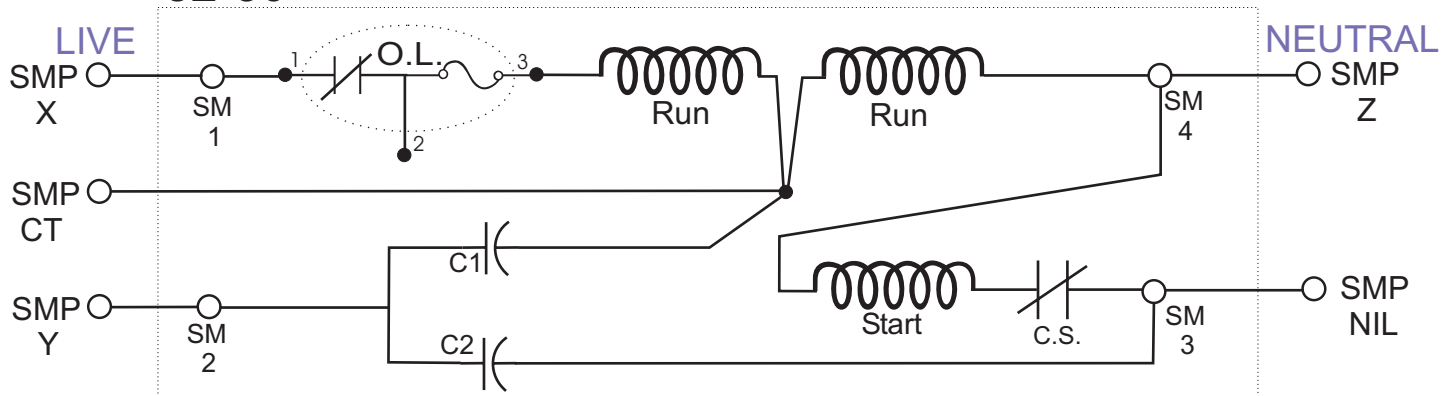 LIVE
NEUTRAL
SMP
X
SM
1
1
O.L.
3
2
Run
Run
SM
4
SMP
Z
SMP
CT
C1
SMP
Y
SM
2
C2
Start
C.S.
SM
3
SMP
NIL